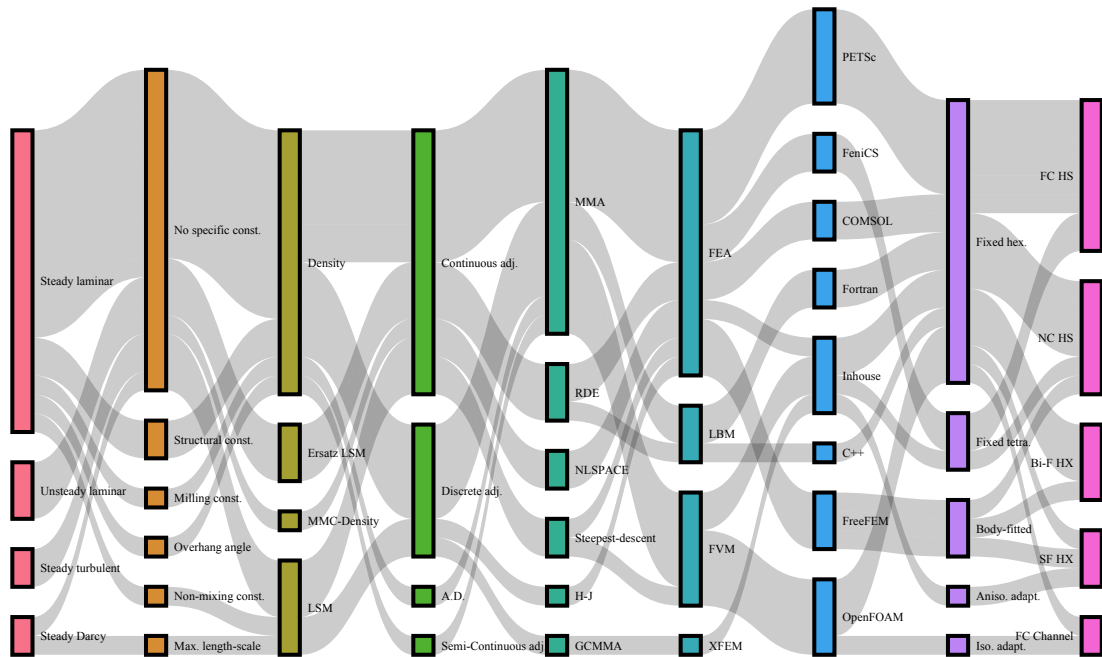 Steady laminar
Unsteady laminar
Steady turbulent
Steady Darcy
No specific const.
Structural const.
Milling const.
Overhang angle
Non-mixing const.
Max. length-scale
Density
Ersatz LSM
MMC-Density
LSM
Continuous adj.
Discrete adj.
A.D.
Semi-Continuous adj.
MMA
RDE
NLSPACE
Steepest-descent
H-J
GCMMA
FEA
LBM
FVM
XFEM
PETSc
FeniCS
COMSOL
Fortran
Inhouse
C++
FreeFEM
OpenFOAM
Fixed hex.
Fixed tetra.
Body-fitted
Aniso. adapt.
Iso. adapt.
FC HS
NC HS
Bi-F HX
SF HX
FC Channel